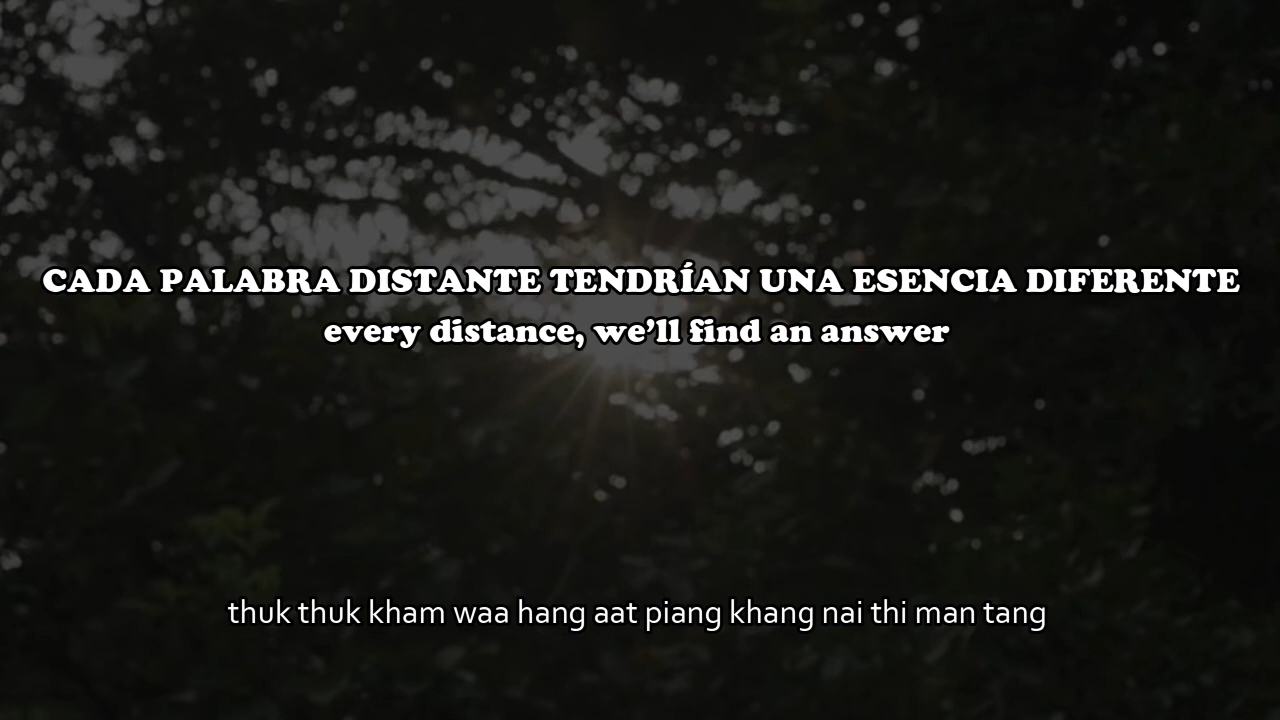 CADA PALABRA DISTANTE TENDRÍAN UNA ESENCIA DIFERENTE
every distance, we’ll find an answer
thuk thuk kham waa hang aat piang khang nai thi man tang